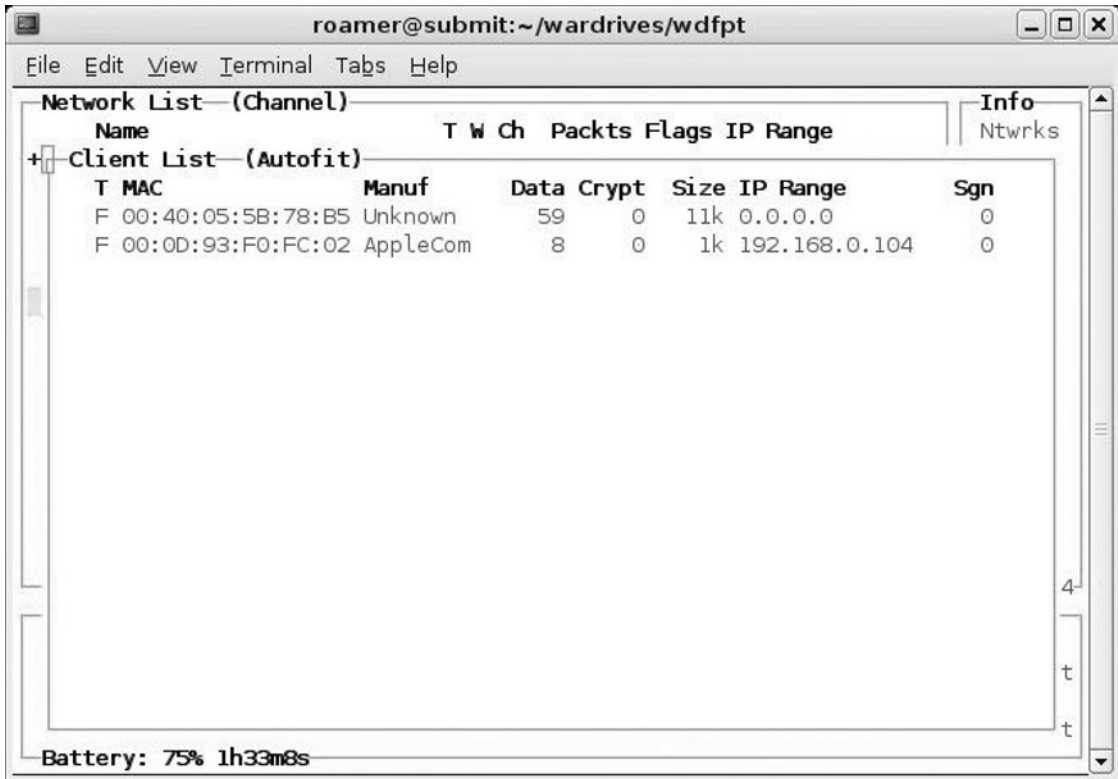 roamer@submit:~/wardrives/wdfpt
File Edit View Terminal Tabs Help
Network List—(Channel) Info
Name T W Ch Packts Flags IP Range Ntwrks
+ Client List—(Autofit)
T MAC Manuf Data Crypt Size IP Range Sgn
F 00:40:05:5B:78:B5 Unknown 59 0 11k 0.0.0.0 0
F 00:0D:93:F0:FC:02 AppleCom 8 0 1k 192.168.0.104 0
4
t
t
Battery: 75% 1h33m8s